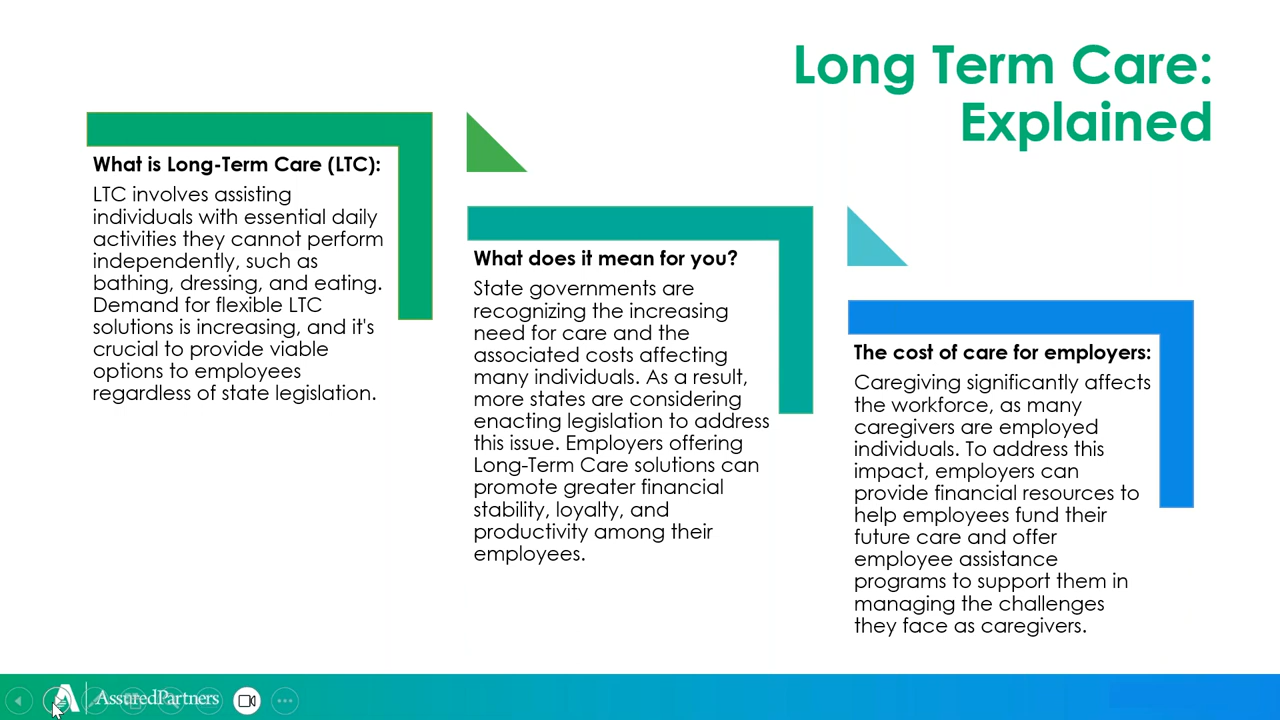 Long Term Care:
Explained
What is Long-Term Care (LTC):
LTC involves assisting
individuals with essential daily
activities they cannot perform
independently, such as
bathing, dressing, and eating.
Demand for flexible LTC
solutions is increasing, and it's
crucial to provide viable
options to employees
regardless of state legislation.
What does it mean for you?
State governments are
recognizing the increasing
need for care and the
associated costs affecting
many individuals. As a result,
more states are considering
enacting legislation to address
this issue. Employers offering
Long-Term Care solutions can
promote greater financial
stability, loyalty, and
productivity among their
employees.
The cost of care for employers:
Caregiving significantly affects
the workforce, as many
caregivers are employed
individuals. To address this
impact, employers can
provide financial resources to
help employees fund their
future care and offer
employee assistance
programs to support them in
managing the challenges
they face as caregivers.
AssuredPartners